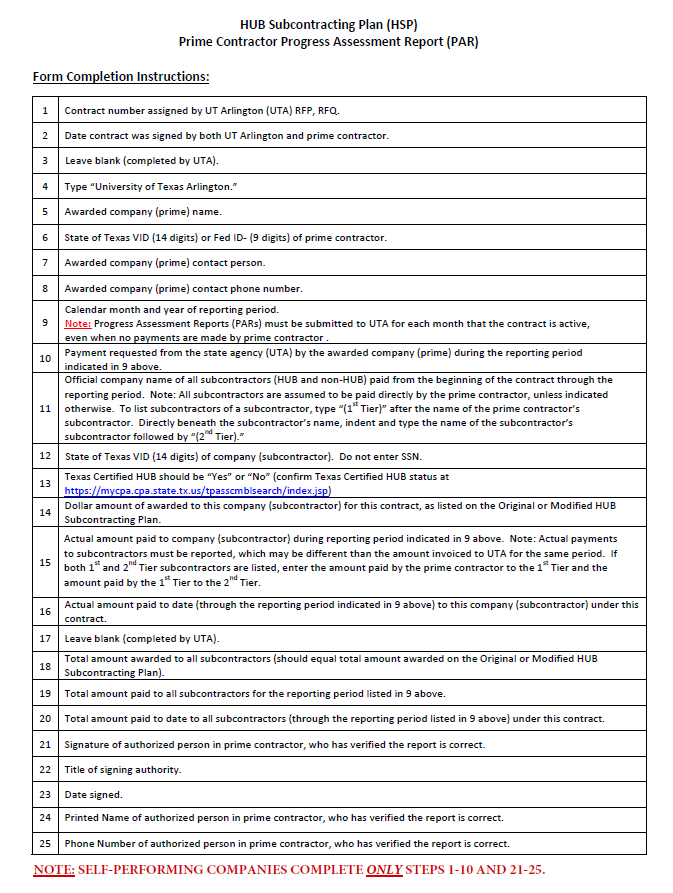 HUB Subcontracting Plan (HSP)
Prime Contractor Progress Assessment Report (PAR)
Form Completion Instructions:
1 Contract number assigned by UT Arlington (UTA) RFP, RFQ.
2 Date contract was signed by both UT Arlington and prime contractor.
3 Leave blank (completed by UTA).
4 Type “University of Texas Arlington.”
5 Awarded company (prime) name.
6 State of Texas VID (14 digits) or Fed ID- (9 digits) of prime contractor.
7 Awarded company (prime) contact person.
8 Awarded company (prime) contact phone number.
9 Calendar month and year of reporting period.
Note: Progress Assessment Reports (PARs) must be submitted to UTA for each month that the contract is active,
even when no payments are made by prime contractor .
10 Payment requested from the state agency (UTA) by the awarded company (prime) during the reporting period
indicated in 9 above.
11 Official company name of all subcontractors (HUB and non-HUB) paid from the beginning of the contract through the
reporting period. Note: All subcontractors are assumed to be paid directly by the prime contractor, unless indicated
otherwise. To list subcontractors of a subcontractor, type “(1st Tier)” after the name of the prime contractor’s
subcontractor. Directly beneath the subcontractor’s name, indent and type the name of the subcontractor’s
subcontractor followed by “(2nd Tier).”
12 State of Texas VID (14 digits) of company (subcontractor). Do not enter SSN.
13 Texas Certified HUB should be “Yes” or “No” (confirm Texas Certified HUB status at
https://mycpa.cpa.state.tx.us/tpasscmblsearch/index.jsp)
14 Dollar amount of awarded to this company (subcontractor) for this contract, as listed on the Original or Modified HUB
Subcontracting Plan.
15 Actual amount paid to company (subcontractor) during reporting period indicated in 9 above. Note: Actual payments
to subcontractors must be reported, which may be different than the amount invoiced to UTA for the same period. If
both 1st and 2nd Tier subcontractors are listed, enter the amount paid by the prime contractor to the 1st Tier and the
amount paid by the 1st Tier to the 2nd Tier.
16 Actual amount paid to date (through the reporting period indicated in 9 above) to this company (subcontractor) under this
contract.
17 Leave blank (completed by UTA).
18 Total amount awarded to all subcontractors (should equal total amount awarded on the Original or Modified HUB
Subcontracting Plan).
19 Total amount paid to all subcontractors for the reporting period listed in 9 above.
20 Total amount paid to date to all subcontractors (through the reporting period listed in 9 above) under this contract.
21 Signature of authorized person in prime contractor, who has verified the report is correct.
22 Title of signing authority.
23 Date signed.
24 Printed Name of authorized person in prime contractor, who has verified the report is correct.
25 Phone Number of authorized person in prime contractor, who has verified the report is correct.
NOTE: SELF-PERFORMING COMPANIES COMPLETE ONLY STEPS 1-10 AND 21-25.